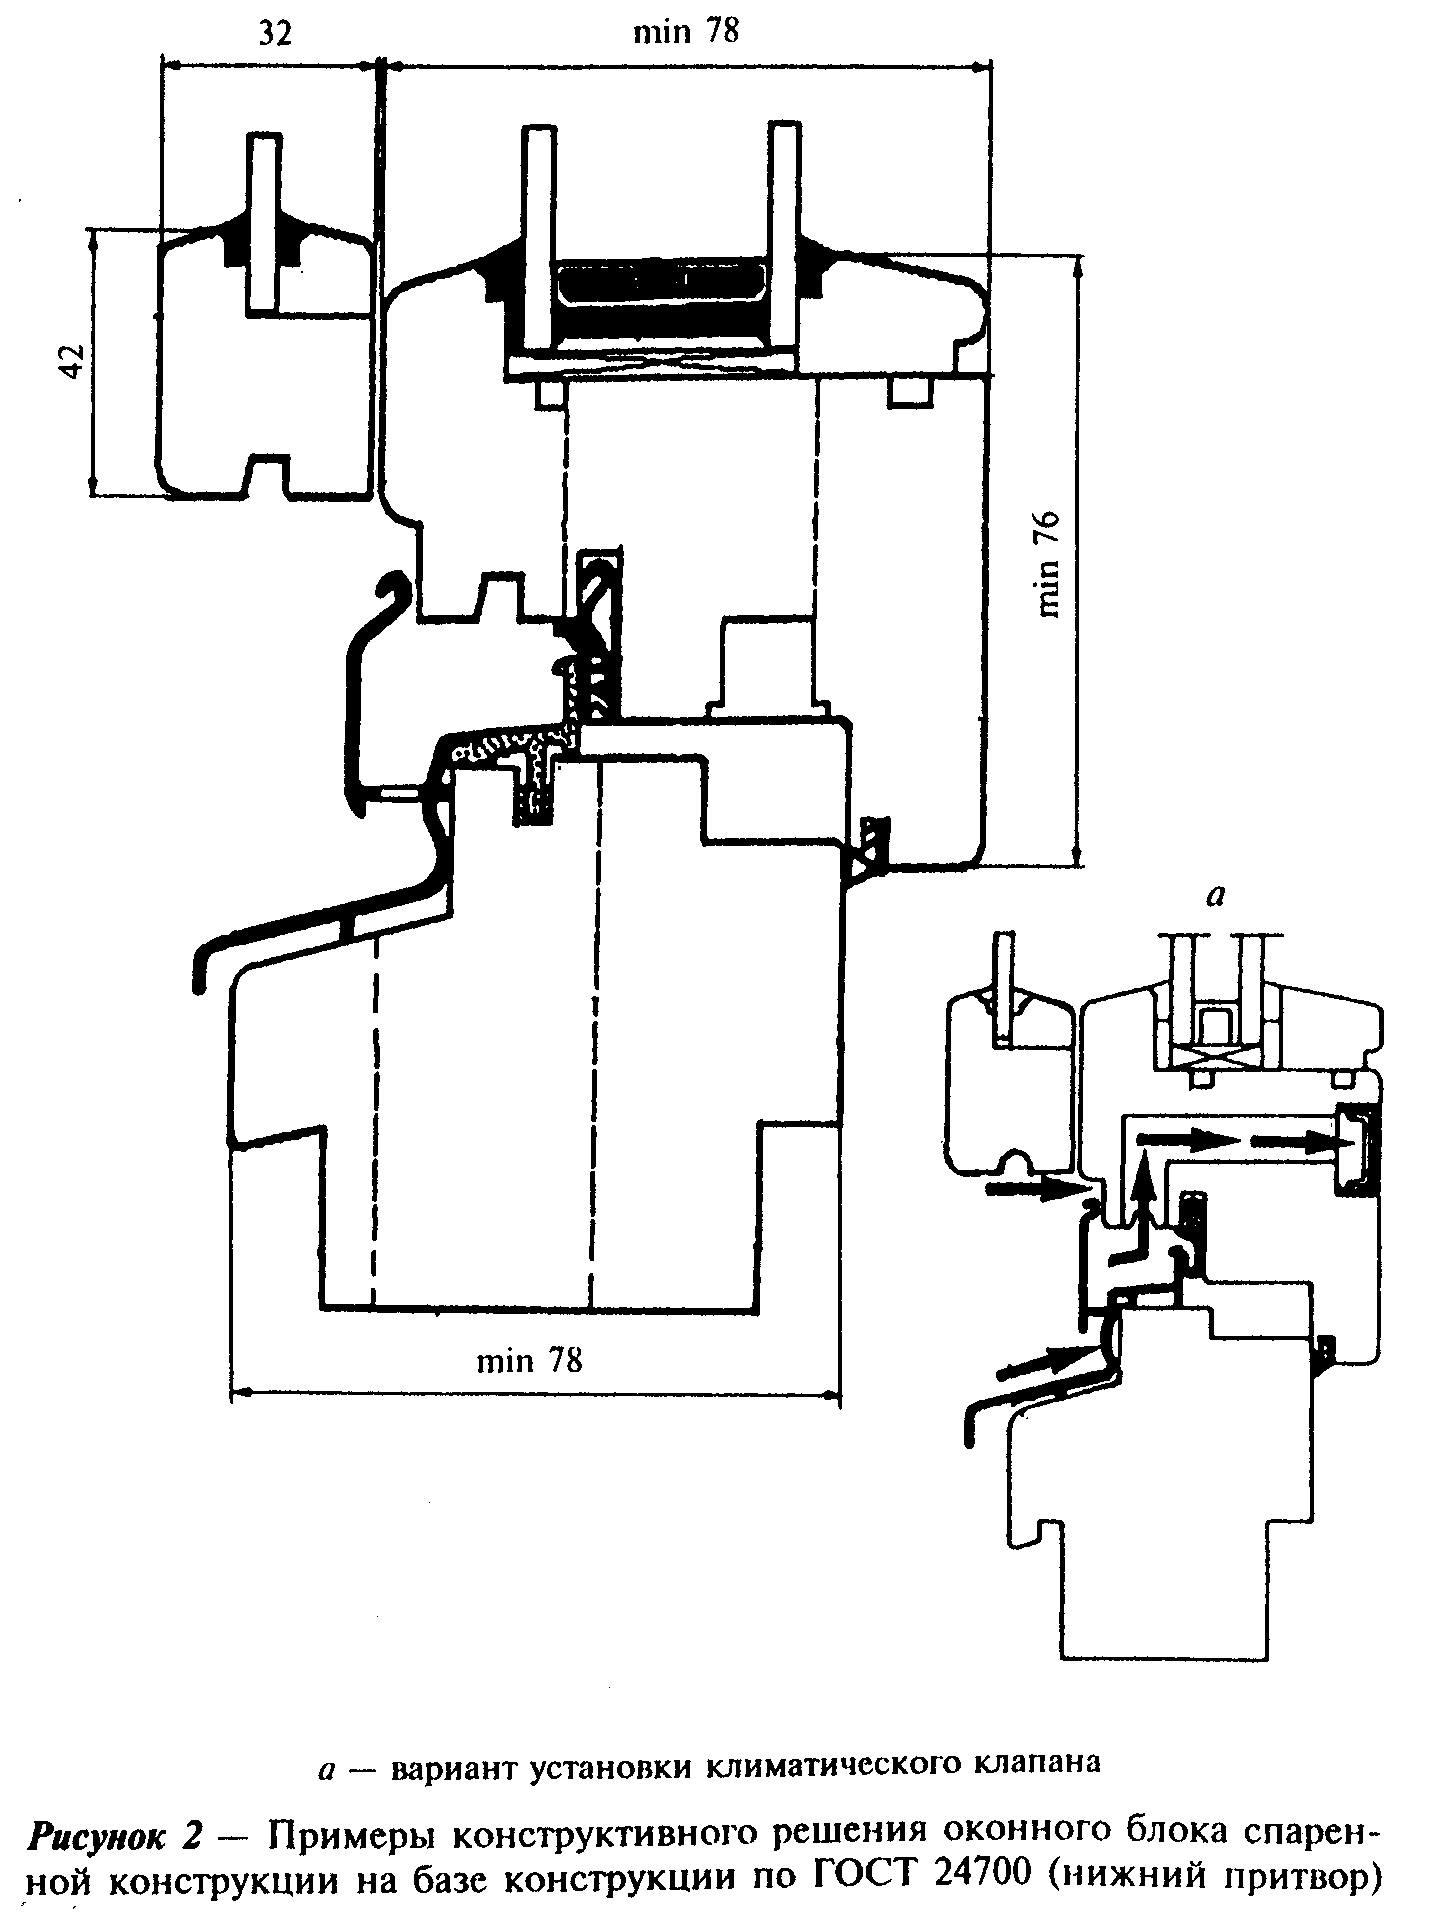 32
min 78
42
min 76
а
min 78
а — вариант установки климатического клапана
Рисунок 2 — Примеры конструктивного решения оконного блока спарен-
ной конструкции на базе конструкции по ГОСТ 24700 (нижний притвор)